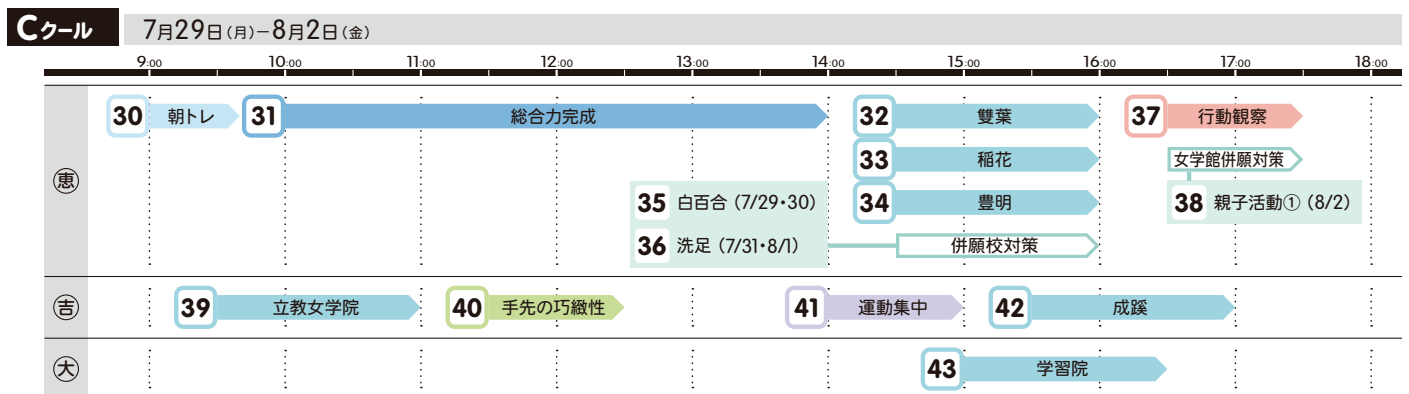 Cクール 7月29日(月)−8月2日(金)
9:00 10:00 11:00 12:00 13:00 14:00 15:00 16:00 17:00 18:00
恵
30 朝トレ 31 総合力完成 32 雙葉 37 行動観察
33 稲花 女学館併願対策
35 白百合(7/29・30) 34 豊明 38 親子活動①(8/2)
36 洗足(7/31・8/1) 併願校対策
吉
39 立教女学院 40 手先の巧緻性 41 運動集中 42 成蹊
大
43 学習院